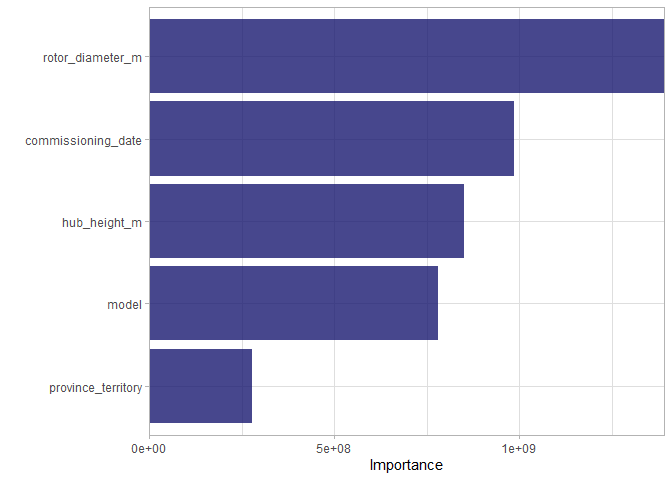 rotor_diameter_m
commissioning_date
hub_height_m
model
province_territory
0e+00 5e+08 1e+09
Importance